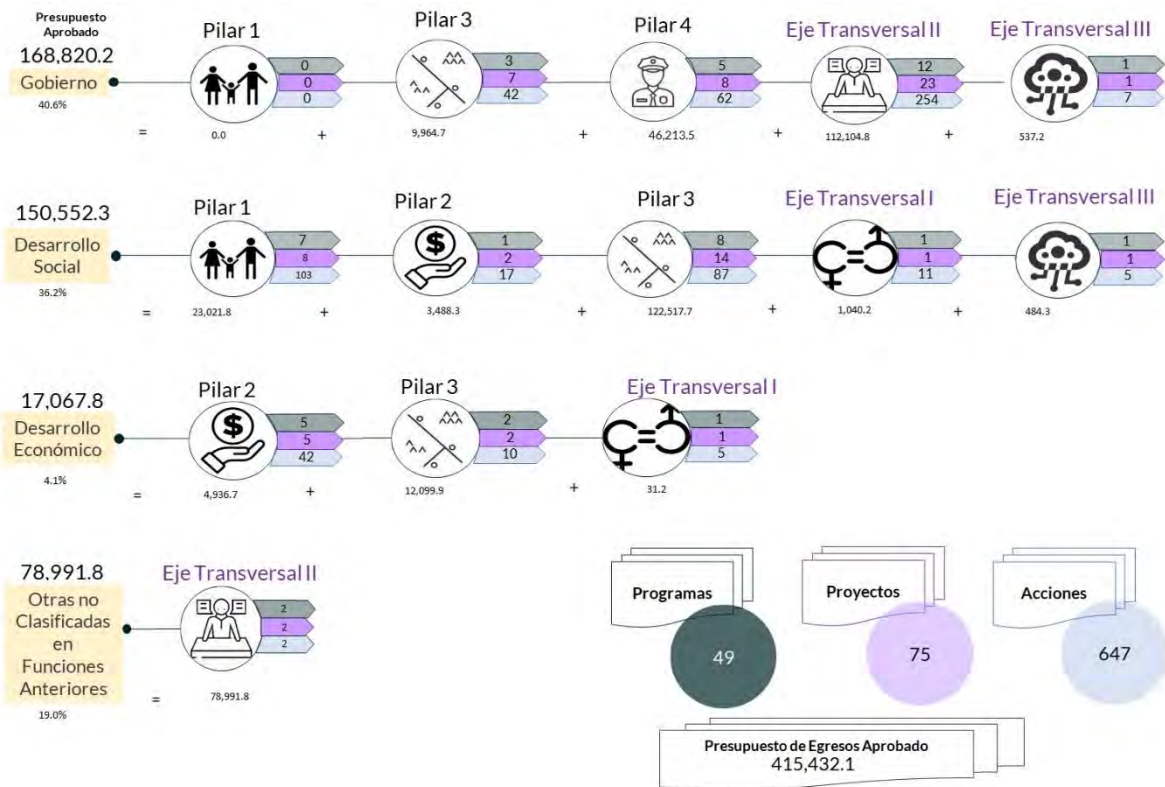 Presupuesto
Aprobado
168,820.2
Gobierno
40.6%
=
Pilar 1
0
0
0
0.0
+
Pilar 3
3
7
42
9,964.7
+
Pilar 4
5
8
62
46,213.5
+
Eje Transversal II
12
23
254
112,104.8
+
Eje Transversal III
1
1
7
537.2
150,552.3
Desarrollo
Social
36.2%
=
Pilar 1
7
8
103
23,021.8
+
Pilar 2
$
1
2
17
3,488.3
+
Pilar 3
8
14
87
122,517.7
+
Eje Transversal I
1
1
11
1,040.2
+
Eje Transversal III
1
1
5
484.3
17,067.8
Desarrollo
Económico
4.1%
=
Pilar 2
$
5
5
42
4,936.7
+
Pilar 3
2
2
10
12,099.9
+
Eje Transversal I
1
1
5
31.2
78,991.8
Otras no
Clasificadas
en
Funciones
Anteriores
19.0%
=
Eje Transversal II
2
2
2
78,991.8
Programas
49
Proyectos
75
Acciones
647
Presupuesto de Egresos Aprobado
415,432.1